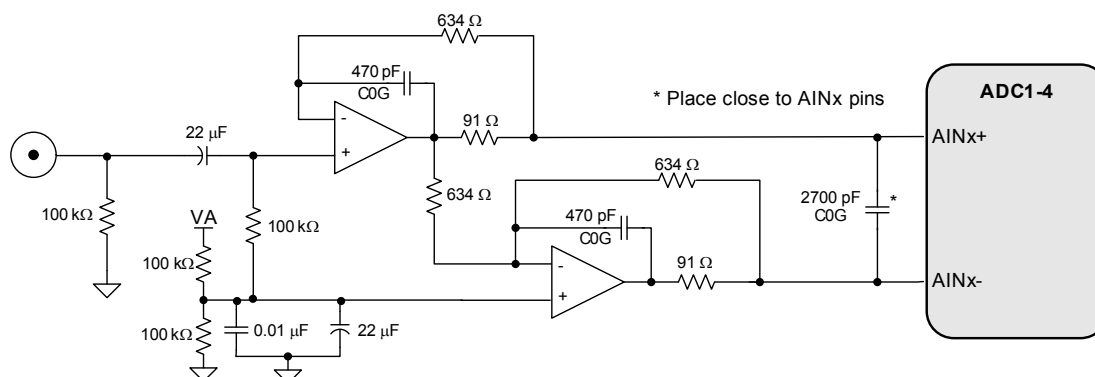 634 Ω
470 pF
C0G
* Place close to AINx pins
ADC1-4
22 µF
-
+
91 Ω
AINx+
100 kΩ
VA
100 kΩ
634 Ω
634 Ω
470 pF
C0G
2700 pF
C0G
*
100 kΩ
-
+
91 Ω
AINx-
100 kΩ
0.01 µF
22 µF